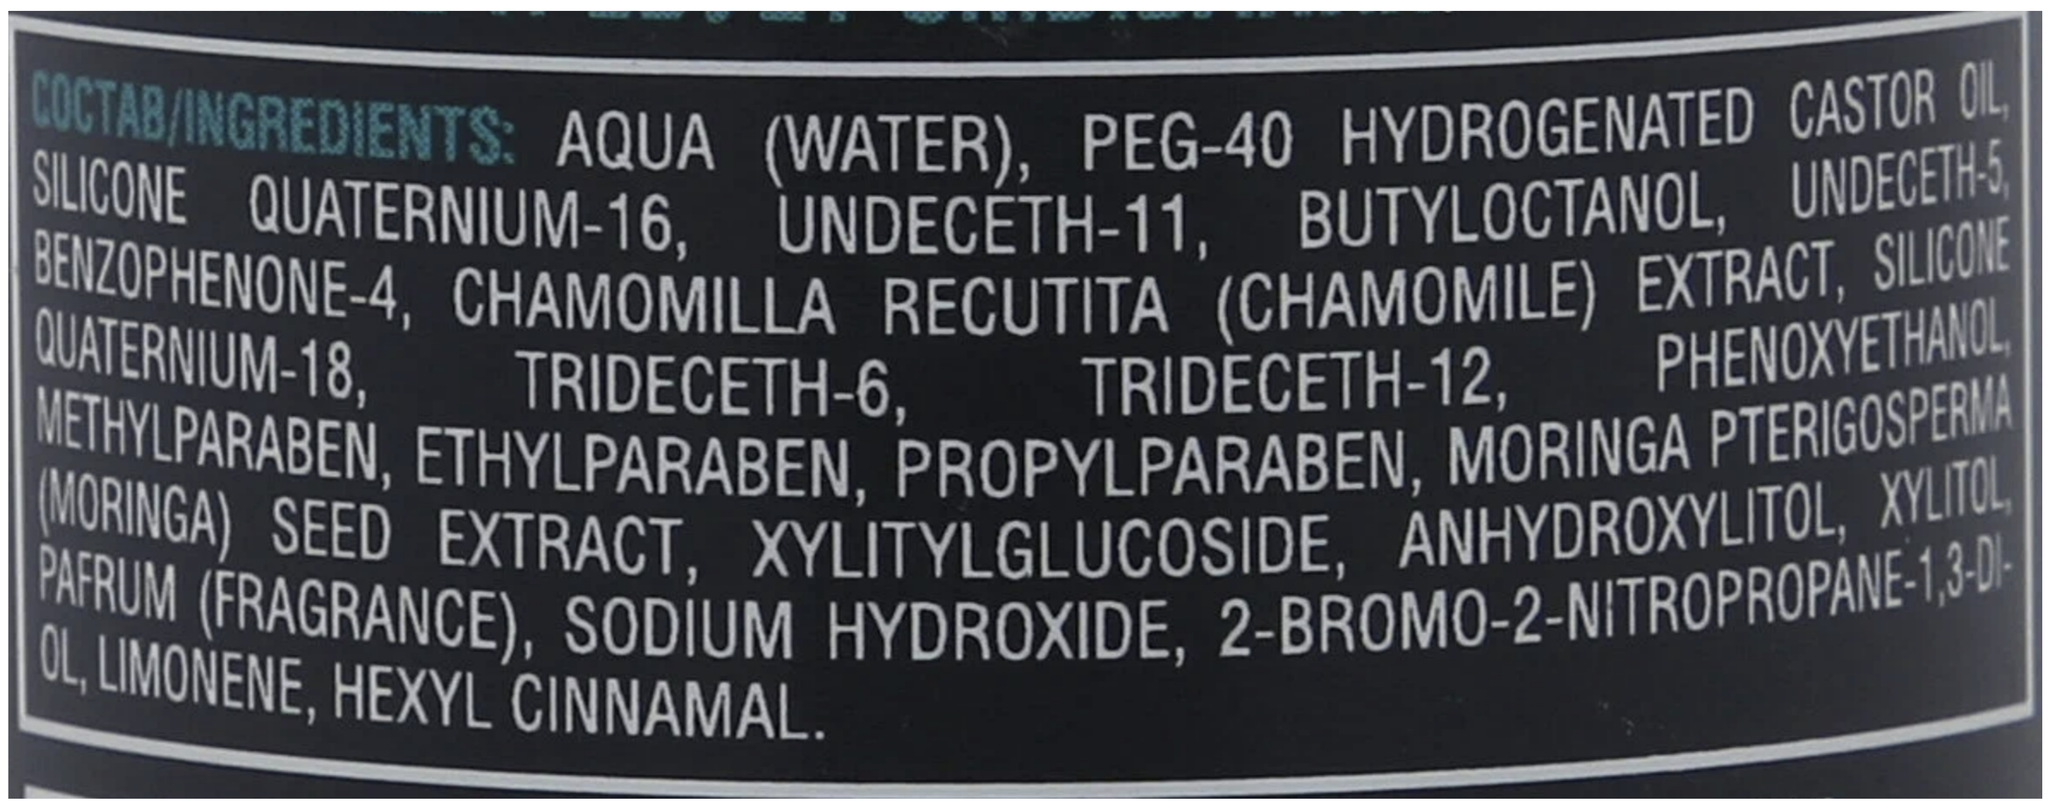 СОСТАВ/INGREDIENTS: AQUA (WATER), PEG-40 HYDROGENATED CASTOR OIL,
SILICONE QUATERNIUM-16, UNDECETH-11, BUTYLOCTANOL, UNDECETH-5,
BENZOPHENONE-4, CHAMOMILLA RECUTITA (CHAMOMILE) EXTRACT, SILICONE
QUATERNIUM-18, TRIDECETH-6, TRIDECETH-12, PHENOXYETHANOL,
METHYLPARABEN, ETHYLPARABEN, PROPYLPARABEN, MORINGA PTERIGOSPERMA
(MORINGA) SEED EXTRACT, XYLITYLGLUCOSIDE, ANHYDROXYLITOL, XYLITOL,
PAFRUM (FRAGRANCE), SODIUM HYDROXIDE, 2-BROMO-2-NITROPROPANE-1,3-DI-
OL, LIMONENE, HEXYL CINNAMAL.